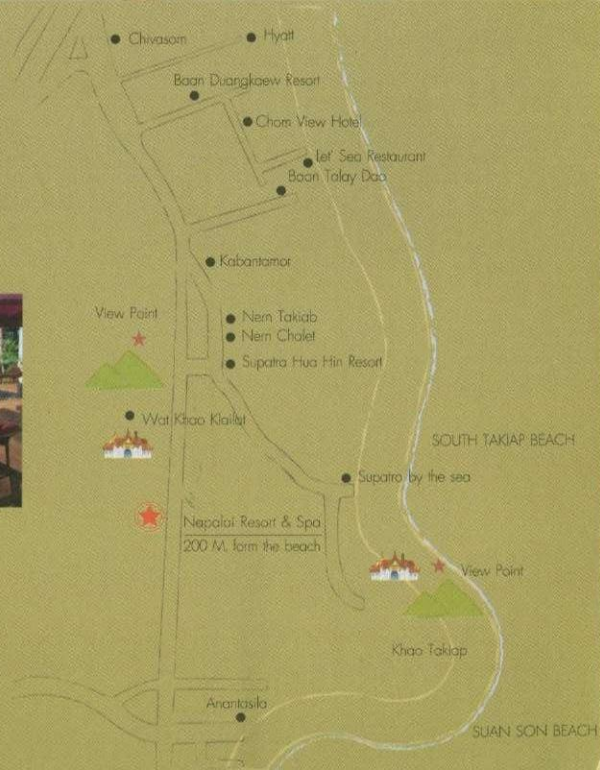 Chivasom
Hyatt
Baan Duangkaew Resort
Chom View Hotel
Let' Sea Restaurant
Baan Talay Dao
Kabantamor
View Point
Nern Takiab
Nern Chalet
Supatra Hua Hin Resort
Wat Khao Klailat
SOUTH TAKIAP BEACH
Supatra by the sea
Napalai Resort & Spa
200 M. form the beach
View Point
Khao Takiap
Anantasila
SUAN SON BEACH